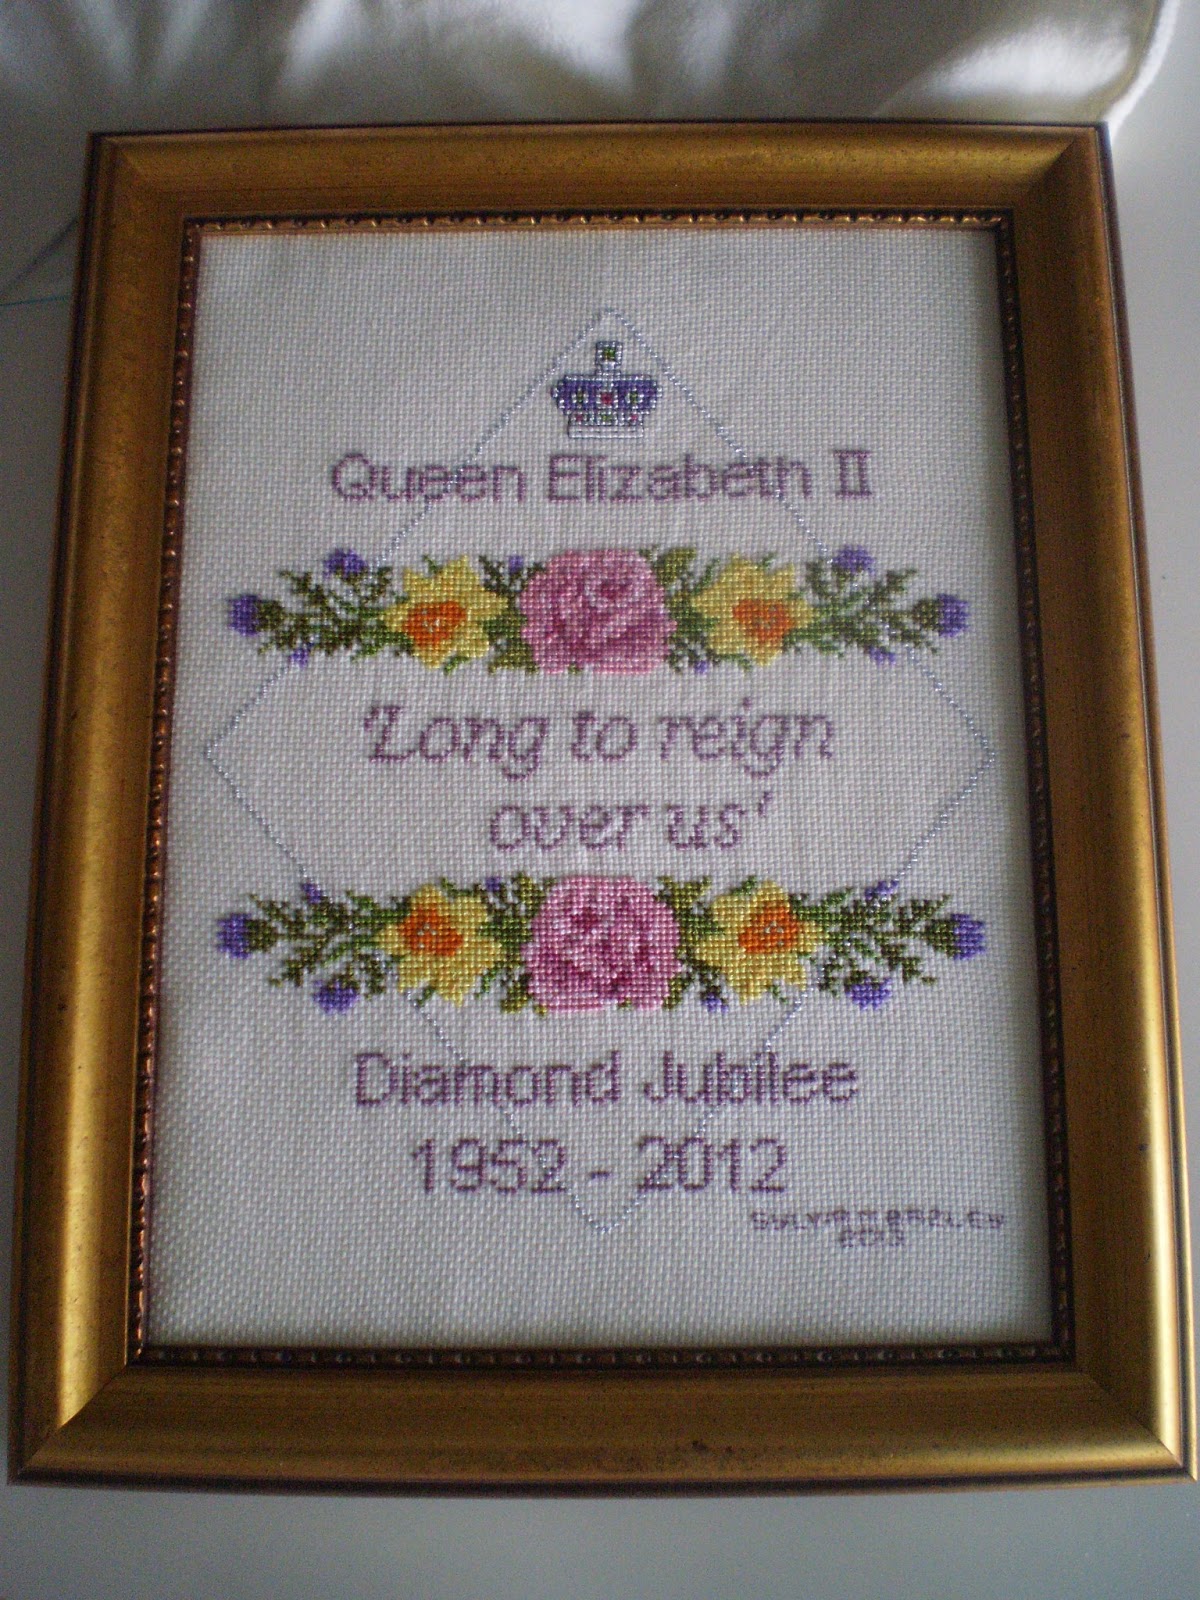 Queen Elizabeth II
'Long to reign
over us'
Diamond Jubilee
1952 - 2012